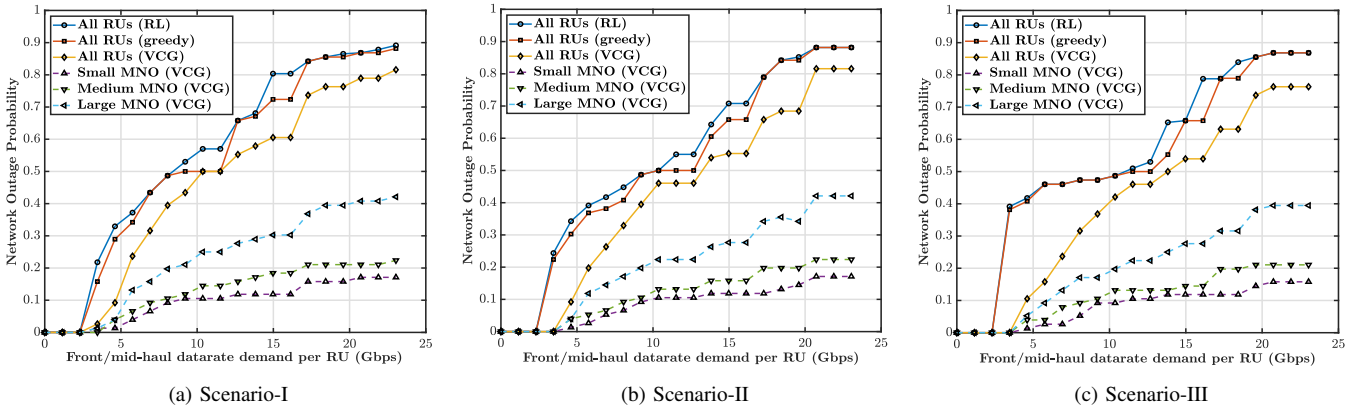 All RUs (RL)
All RUs (greedy)
All RUs (VCG)
Small MNO (VCG)
Medium MNO (VCG)
Large MNO (VCG)
Network Outage Probability
1
0.9
0.8
0.7
0.6
0.5
0.4
0.3
0.2
0.1
0
0 5 10 15 20 25
Front/mid-haul datarate demand per RU (Gbps)
(a) Scenario-I
All RUs (RL)
All RUs (greedy)
All RUs (VCG)
Small MNO (VCG)
Medium MNO (VCG)
Large MNO (VCG)
Network Outage Probability
1
0.9
0.8
0.7
0.6
0.5
0.4
0.3
0.2
0.1
0
0 5 10 15 20 25
Front/mid-haul datarate demand per RU (Gbps)
(b) Scenario-II
All RUs (RL)
All RUs (greedy)
All RUs (VCG)
Small MNO (VCG)
Medium MNO (VCG)
Large MNO (VCG)
Network Outage Probability
1
0.9
0.8
0.7
0.6
0.5
0.4
0.3
0.2
0.1
0
0 5 10 15 20 25
Front/mid-haul datarate demand per RU (Gbps)
(c) Scenario-III